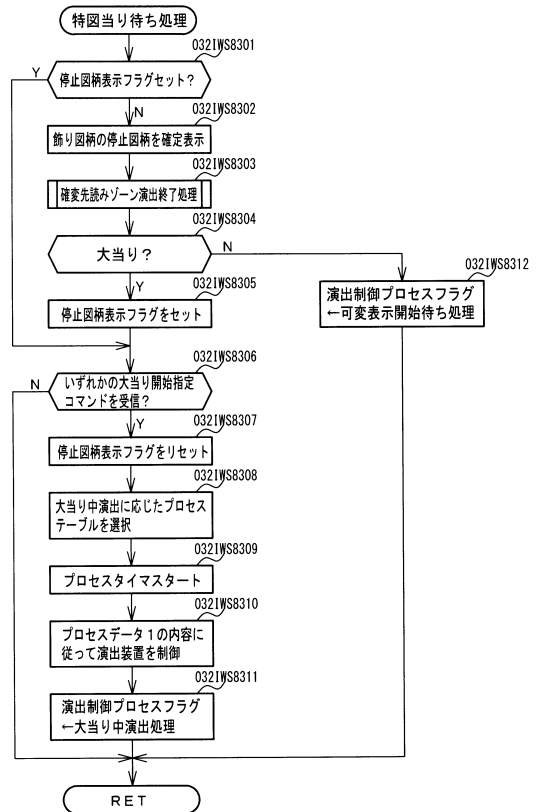 特図当り待ち処理
032IWS8301
停止図柄表示フラグセット？
Y
N
032IWS8302
飾り図柄の停止図柄を確定表示
032IWS8303
確変先読みゾーン演出終了処理
032IWS8304
大当り？
N
Y
032IWS8305
停止図柄表示フラグをセット
032IWS8312
演出制御プロセスフラグ
←可変表示開始待ち処理
032IWS8306
いずれかの大当り開始指定
コマンドを受信？
N
Y
032IWS8307
停止図柄表示フラグをリセット
032IWS8308
大当り中演出に応じたプロセス
テーブルを選択
032IWS8309
プロセスタイマスタート
032IWS8310
プロセスデータ１の内容に
従って演出装置を制御
032IWS8311
演出制御プロセスフラグ
←大当り中演出処理
RET